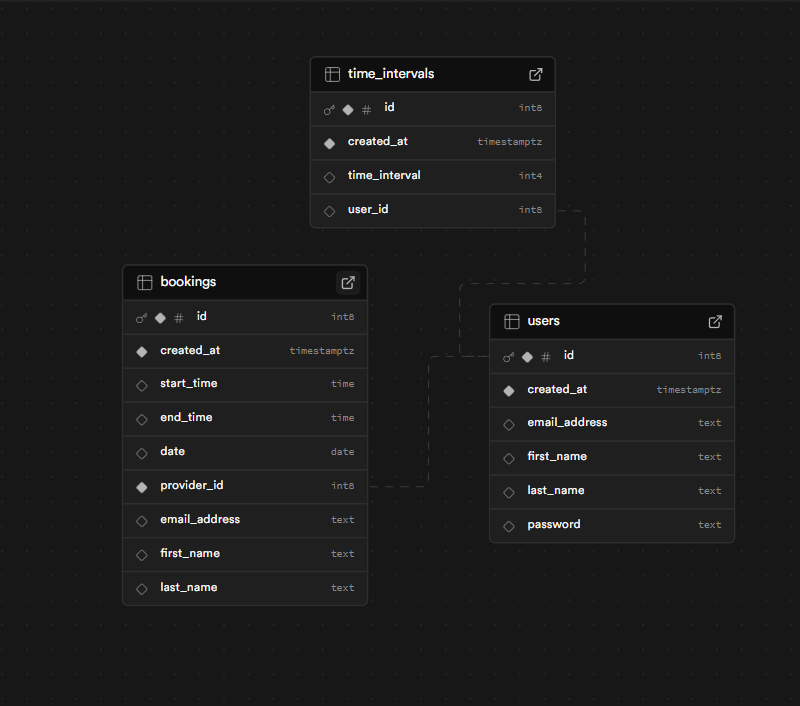 time_intervals
# id int8
created_at timestamptz
time_interval int4
user_id int8
bookings
# id int8
created_at timestamptz
start_time time
end_time time
date date
provider_id int8
email_address text
first_name text
last_name text
users
# id int8
created_at timestamptz
email_address text
first_name text
last_name text
password text